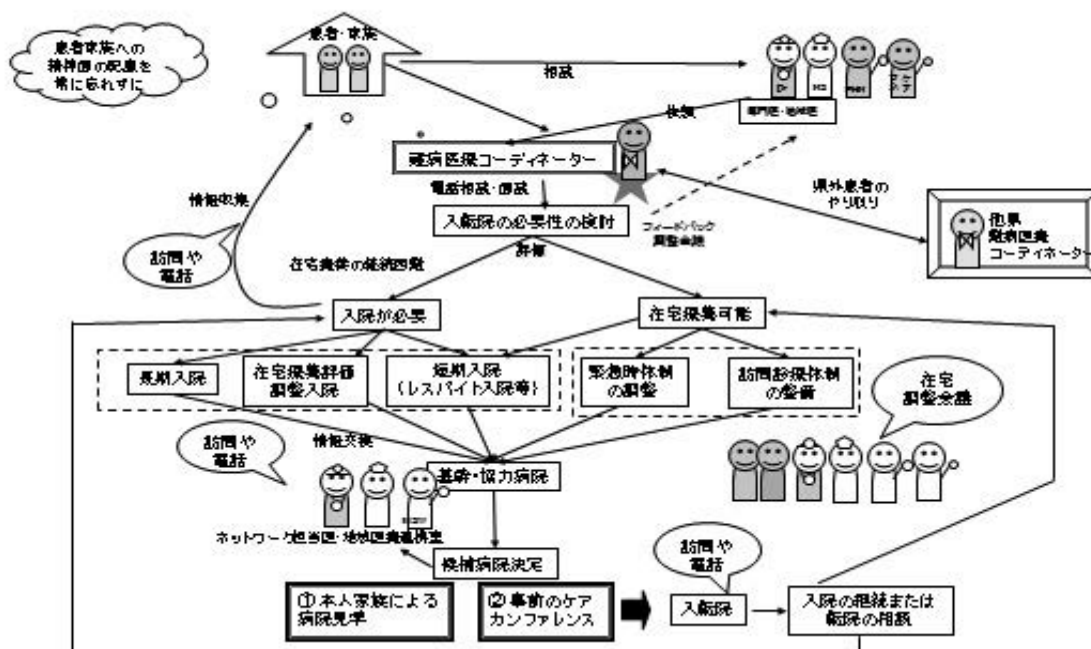 患者家族への
精神面の配慮を
常に忘れずに
患者・家族
相談
依頼
Dr
NS
PHN
ケア
マネ
専門医・地域医
難病医療コーディネーター
電話相談・面談
入転院の必要性の検討
評価
フィードバック
調整会議
県外患者の
やり取り
他県
難病医療
コーディネーター
情報収集
訪問や
電話
在宅療養の継続困難
入院が必要
在宅療養可能
長期入院
在宅療養評価
調整入院
短期入院
(レスパイト入院等)
緊急時体制
の調整
訪問診療体制
の整備
在宅
調整会議
訪問や
電話
情報交換
基幹・協力病院
ネットワーク担当医・地域医療連携室
候補病院決定
①本人家族による
病院見学
②事前のケア
カンファレンス
訪問や
電話
入転院
入院の継続または
転院の相談